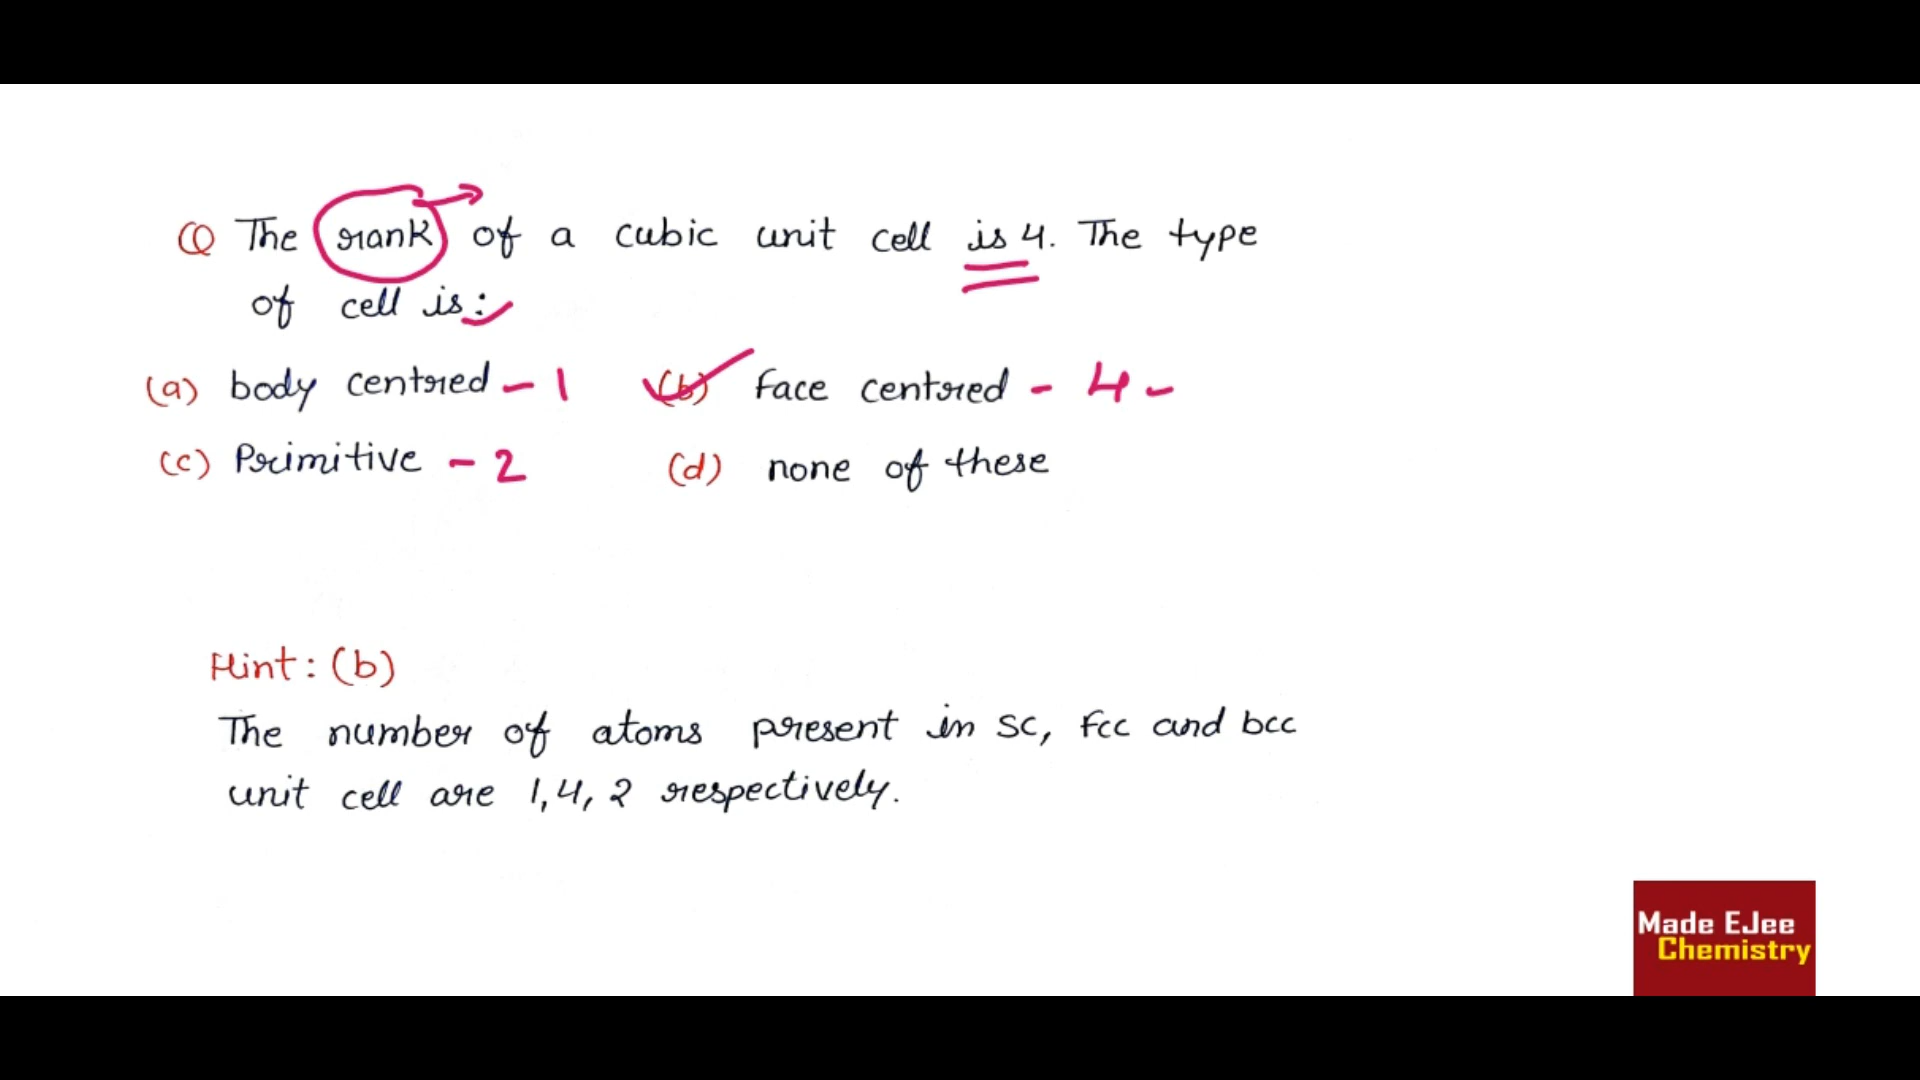 Q The rank of a cubic unit cell is 4. The type
of cell is:
(a) body centred - 1 (b) Face centred - 4 -
(c) Primitive - 2 (d) none of these
Hint: (b)
The number of atoms present in SC, Fcc and bcc
unit cell are 1, 4, 2 respectively.
Made EJee
Chemistry